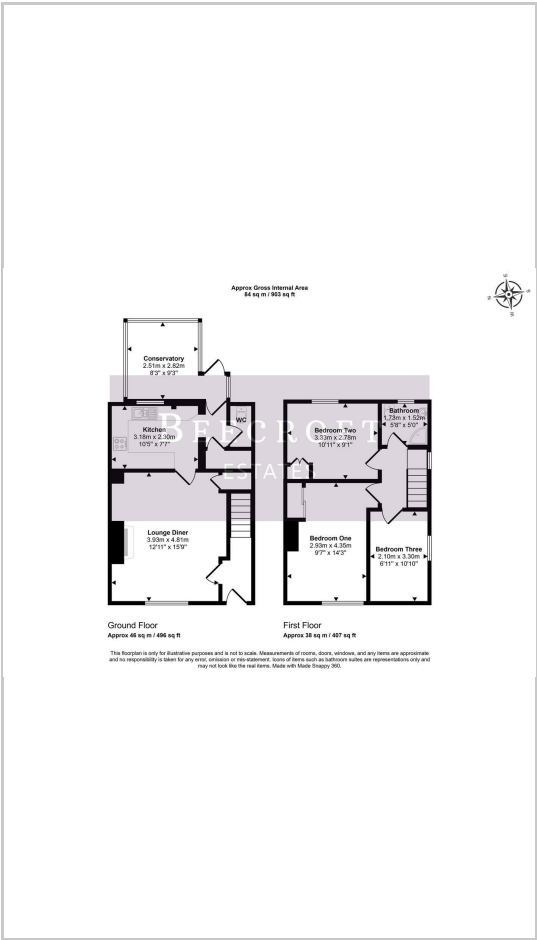 Approx Gross Internal Area
84 sq m / 903 sq ft
Conservatory
2.51m x 2.82m
8'3" x 9'3"
Kitchen
3.18m x 2.30m
10'5" x 7'7"
WC
Lounge Diner
3.93m x 4.81m
12'11" x 15'9"
Bathroom
1.73m x 1.52m
5'8" x 5'0"
Bedroom Two
3.33m x 2.78m
10'11" x 9'1"
Bedroom One
2.93m x 4.35m
9'7" x 14'3"
Bedroom Three
2.10m x 3.30m
6'11" x 10'10"
BEECROFT
ESTATES
Ground Floor
Approx 46 sq m / 496 sq ft
First Floor
Approx 38 sq m / 407 sq ft
This floorplan is only for illustrative purposes and is not to scale. Measurements of rooms, doors, windows, and any items are approximate
and no responsibility is taken for any error, omission or mis-statement. Icons of items such as bathroom suites are representations only and
may not look like the real items. Made with Made Snappy 360.